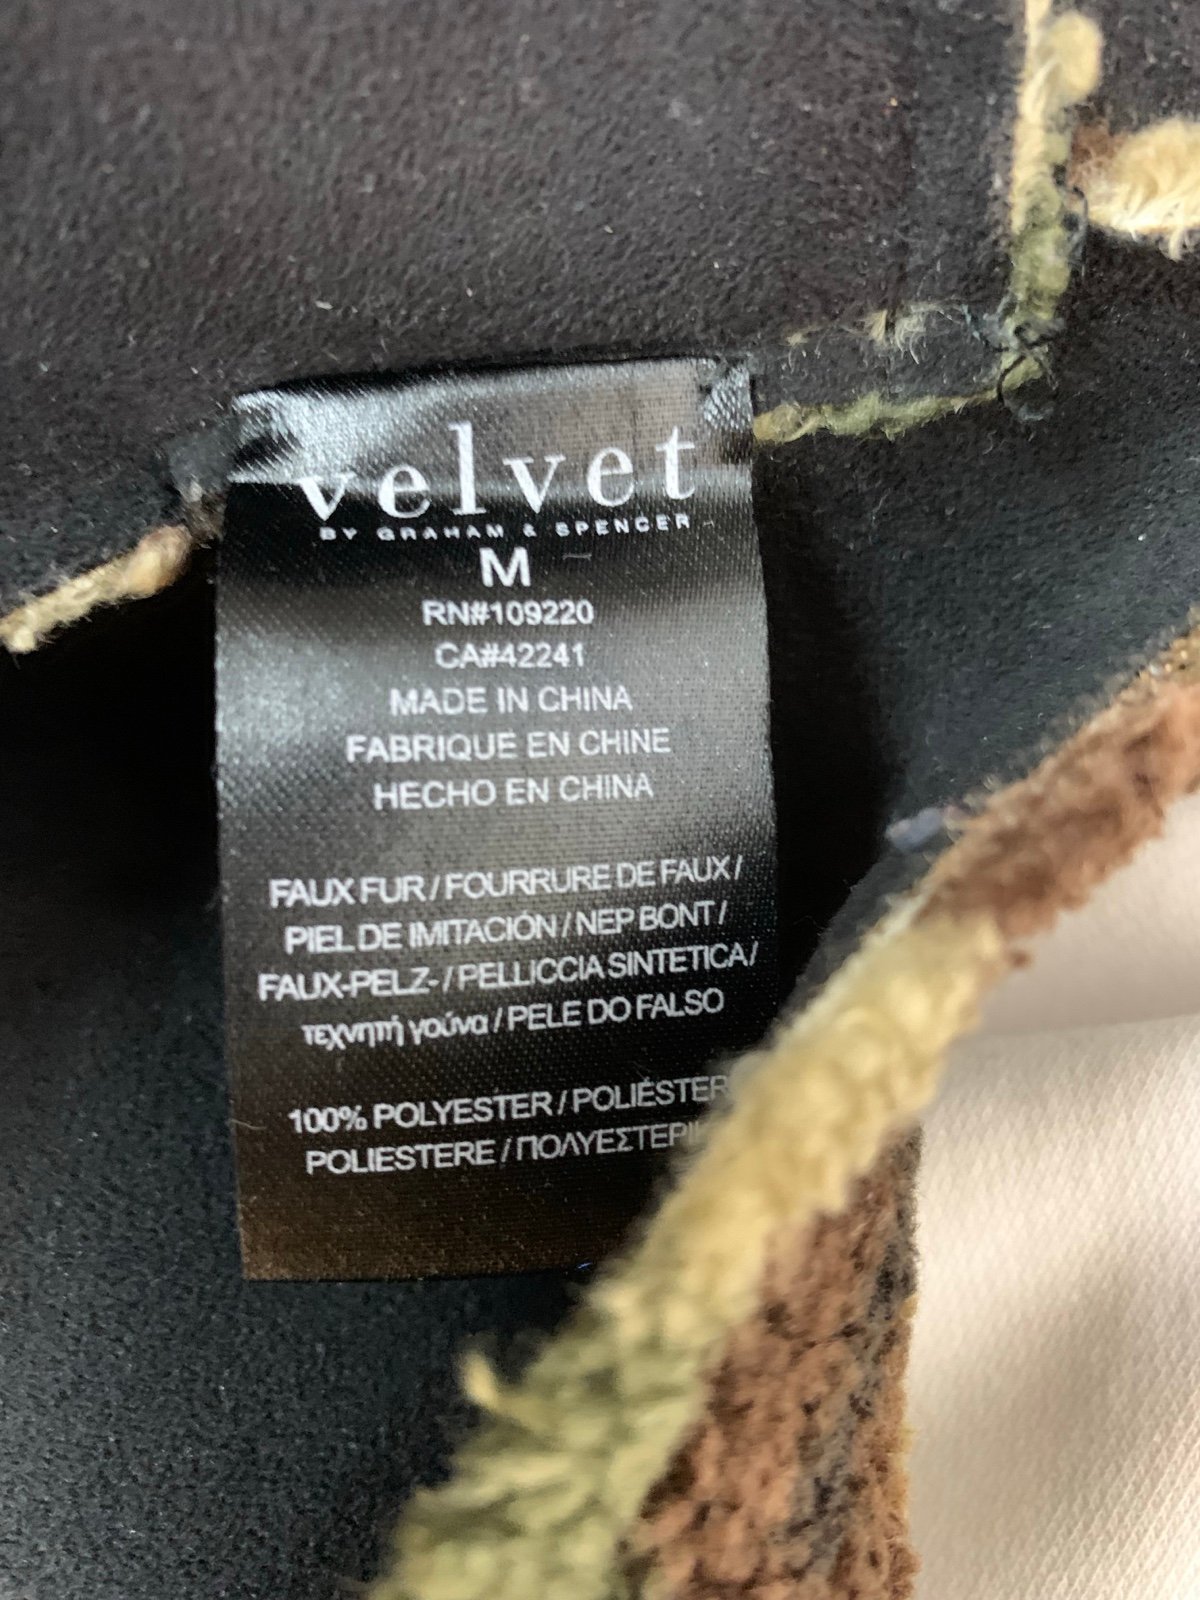 velvet
BY GRAHAM & SPENCER
M
RN#109220
CA#42241
MADE IN CHINA
FABRIQUE EN CHINE
HECHO EN CHINA
FAUX FUR / FOURRURE DE FAUX /
PIEL DE IMITACIÓN / NEP BONT /
FAUX-PELZ- / PELLICCIA SINTETICA /
τεχνητή γούνα / PELE DO FALSO
100% POLYESTER / POLIÉSTER
POLIESTERE /